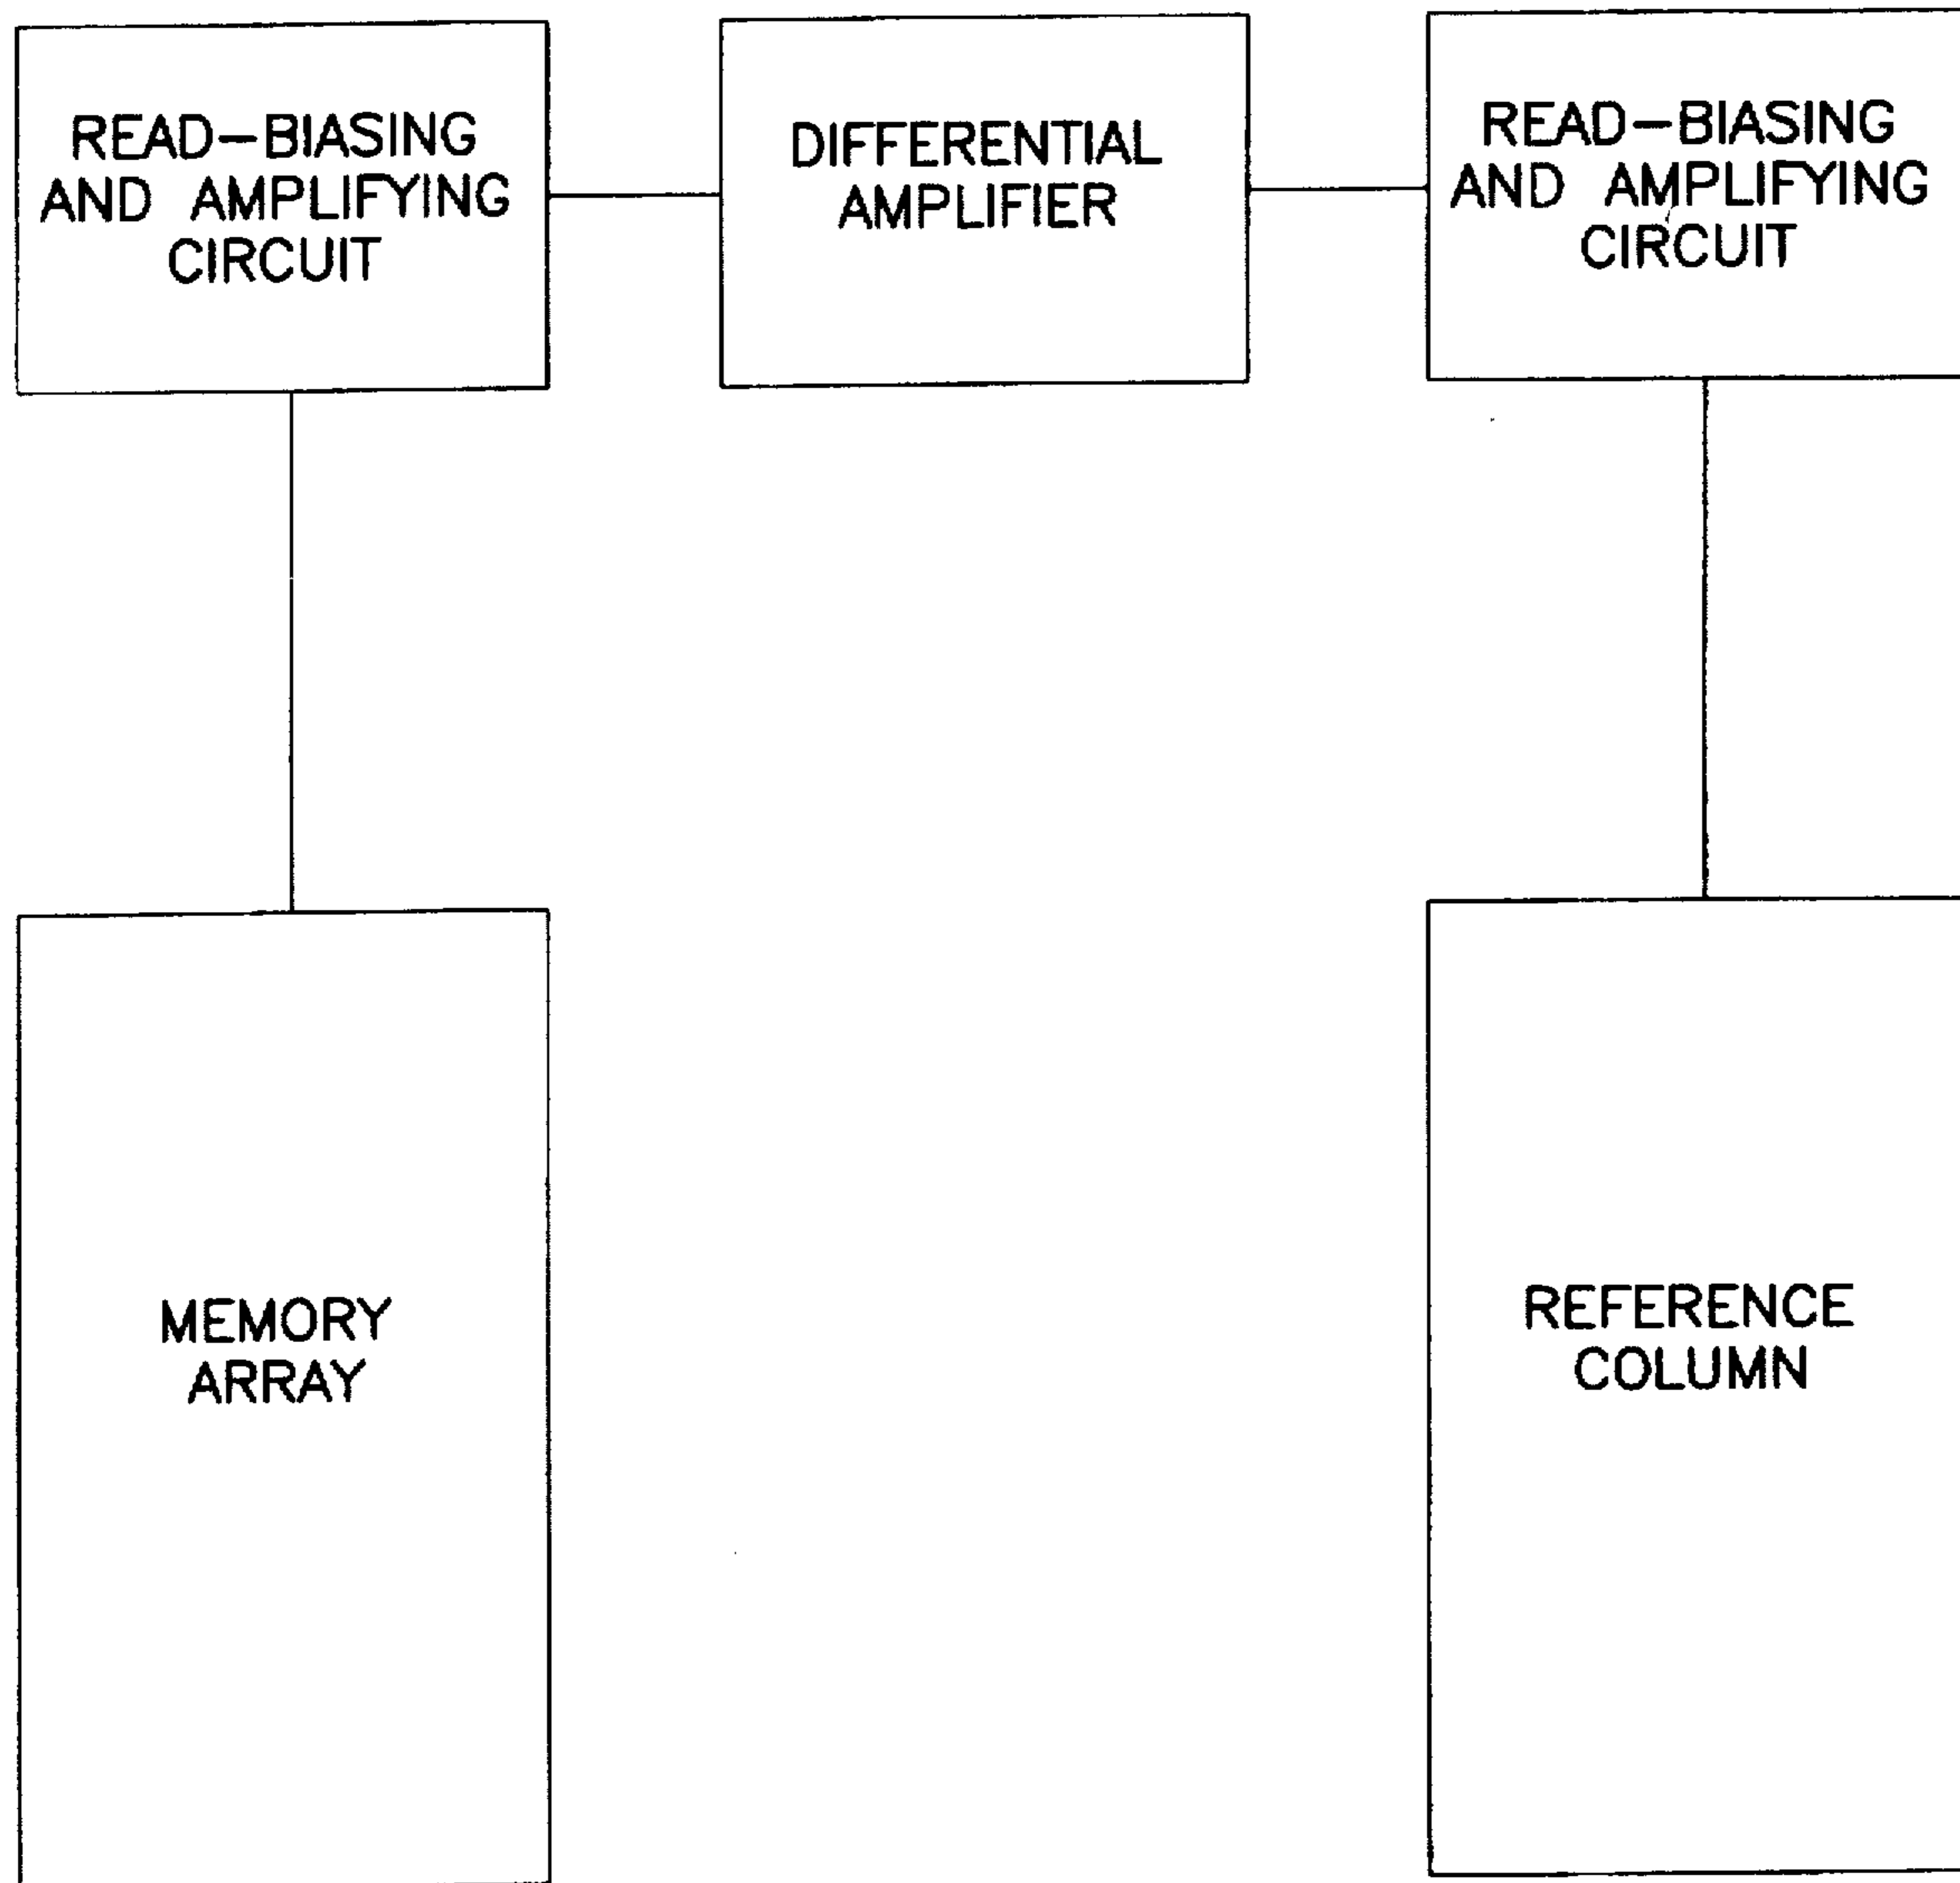 READ-BIASING
AND AMPLIFYING
CIRCUIT
DIFFERENTIAL
AMPLIFIER
READ-BIASING
AND AMPLIFYING
CIRCUIT
MEMORY
ARRAY
REFERENCE
COLUMN